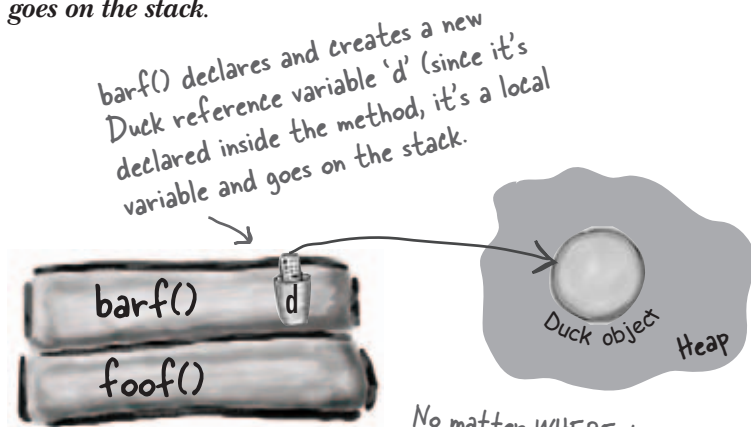 goes on the stack.
barf() declares and creates a new
Duck reference variable ‘d’ (since it's
declared inside the method, it's a local
variable and goes on the stack.
barf()
d
foof()
Duck object
Heap
No matter WHERE